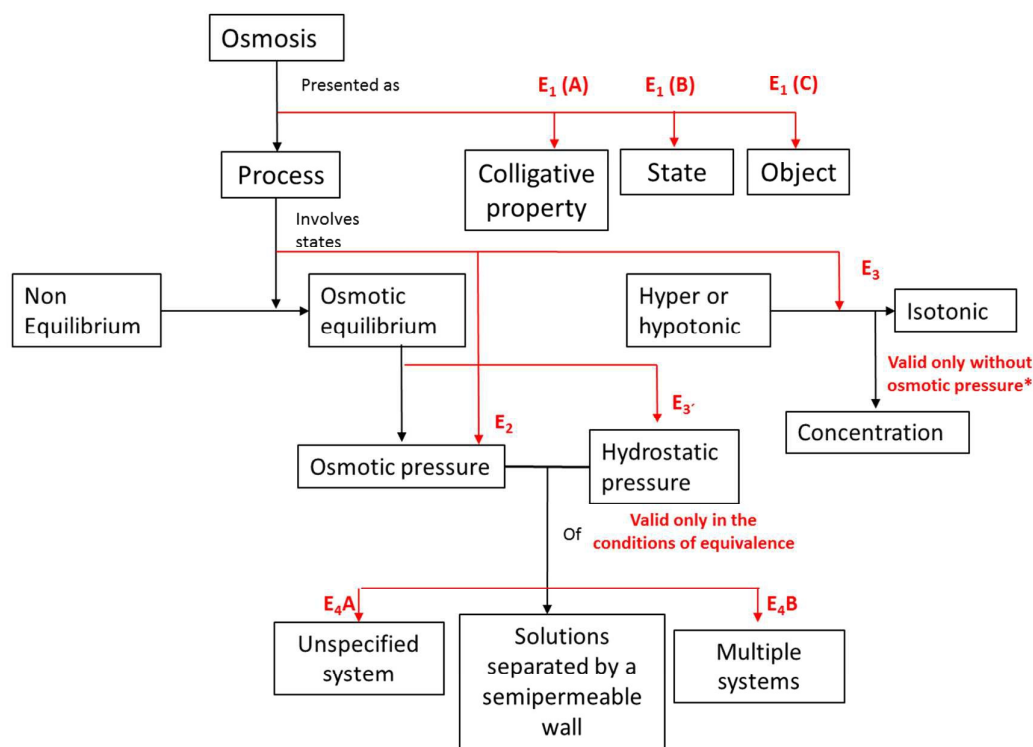 Osmosis
Presented as
E₁ (A)
E₁ (B)
E₁ (C)
Process
Colligative
property
State
Object
Involves
states
E₃
Non
Equilibrium
Osmotic
equilibrium
Hyper or
hypotonic
Isotonic
Valid only without
osmotic pressure*
E₂
E₃´
Concentration
Osmotic pressure
Hydrostatic
pressure
Of
Valid only in the
conditions of equivalence
E₄A
E₄B
Unspecified
system
Solutions
separated by a
semipermeable
wall
Multiple
systems